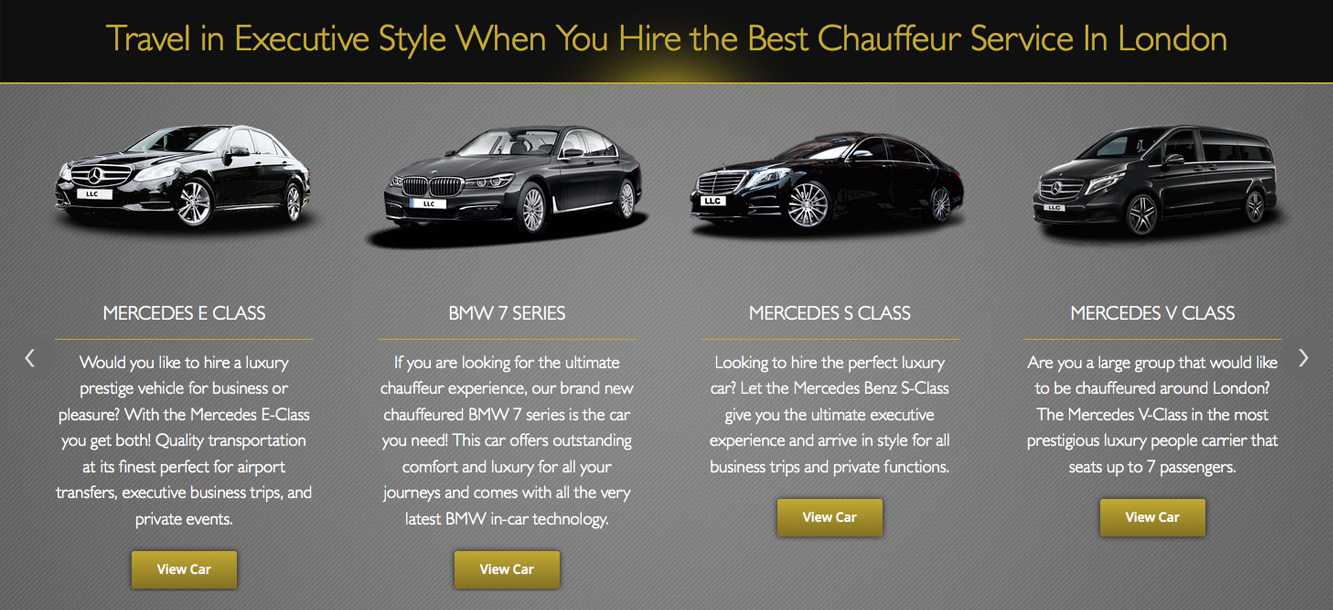 Travel in Executive Style When You Hire the Best Chauffeur Service In London
LLC
LLC
LLC
LLC
MERCEDES E CLASS
Would you like to hire a luxury
prestige vehicle for business or
pleasure? With the Mercedes E-Class
you get both! Quality transportation
at its finest perfect for airport
transfers, executive business trips, and
private events.
View Car
BMW 7 SERIES
If you are looking for the ultimate
chauffeur experience, our brand new
chauffeured BMW 7 series is the car
you need! This car offers outstanding
comfort and luxury for all your
journeys and comes with all the very
latest BMW in-car technology.
View Car
MERCEDES S CLASS
Looking to hire the perfect luxury
car? Let the Mercedes Benz S-Class
give you the ultimate executive
experience and arrive in style for all
business trips and private functions.
View Car
MERCEDES V CLASS
Are you a large group that would like
to be chauffeured around London?
The Mercedes V-Class in the most
prestigious luxury people carrier that
seats up to 7 passengers.
View Car